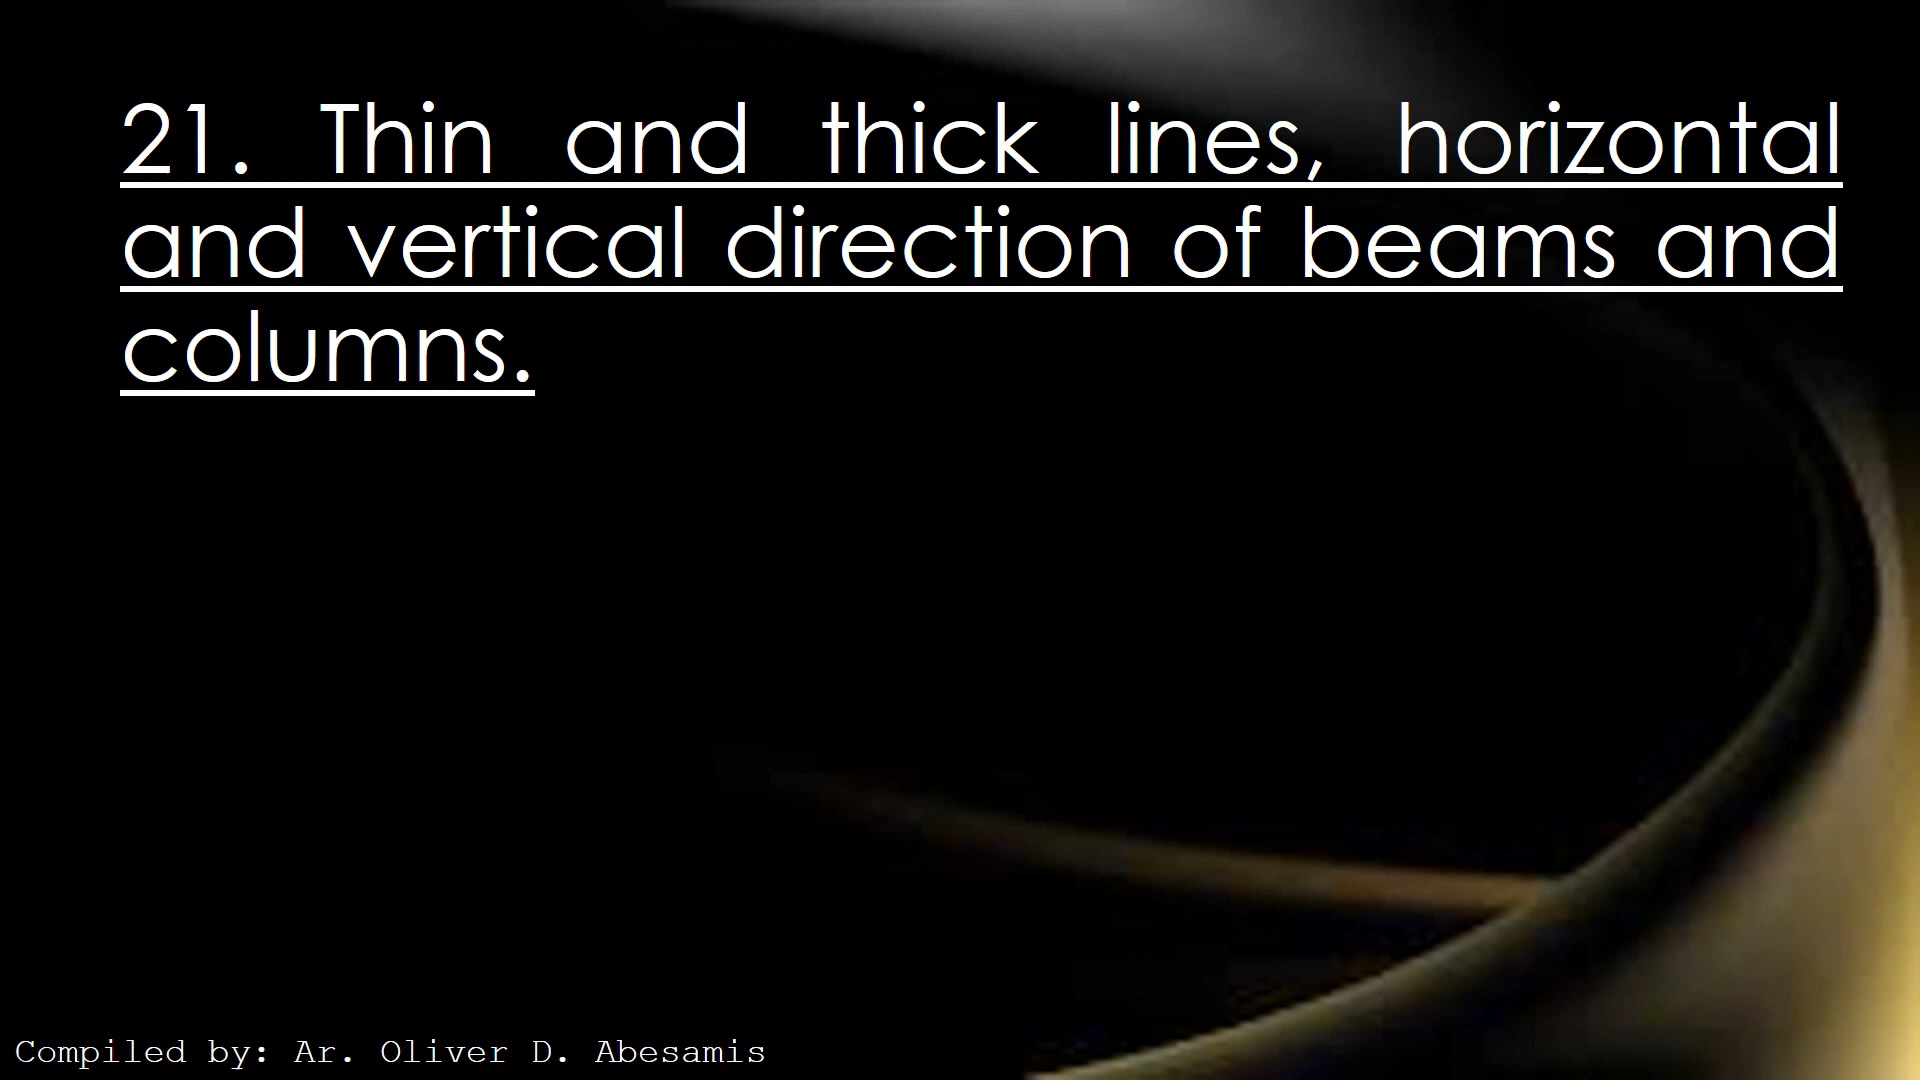 21. Thin and thick lines, horizontal
and vertical direction of beams and
columns.
Compiled by: Ar. Oliver D. Abesamis